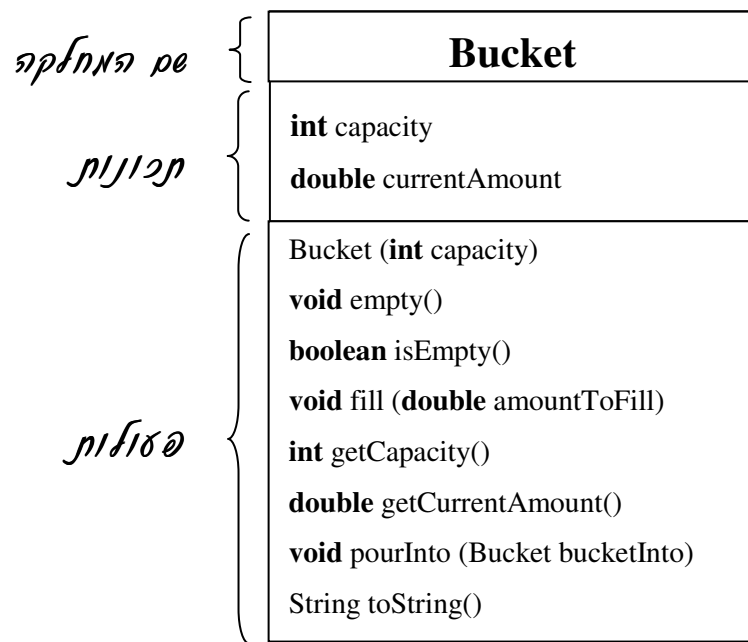 שם המחלקה
Bucket
תכונות
int capacity
double currentAmount
פעולות
Bucket (int capacity)
void empty()
boolean isEmpty()
void fill (double amountToFill)
int getCapacity()
double getCurrentAmount()
void pourInto (Bucket bucketInto)
String toString()